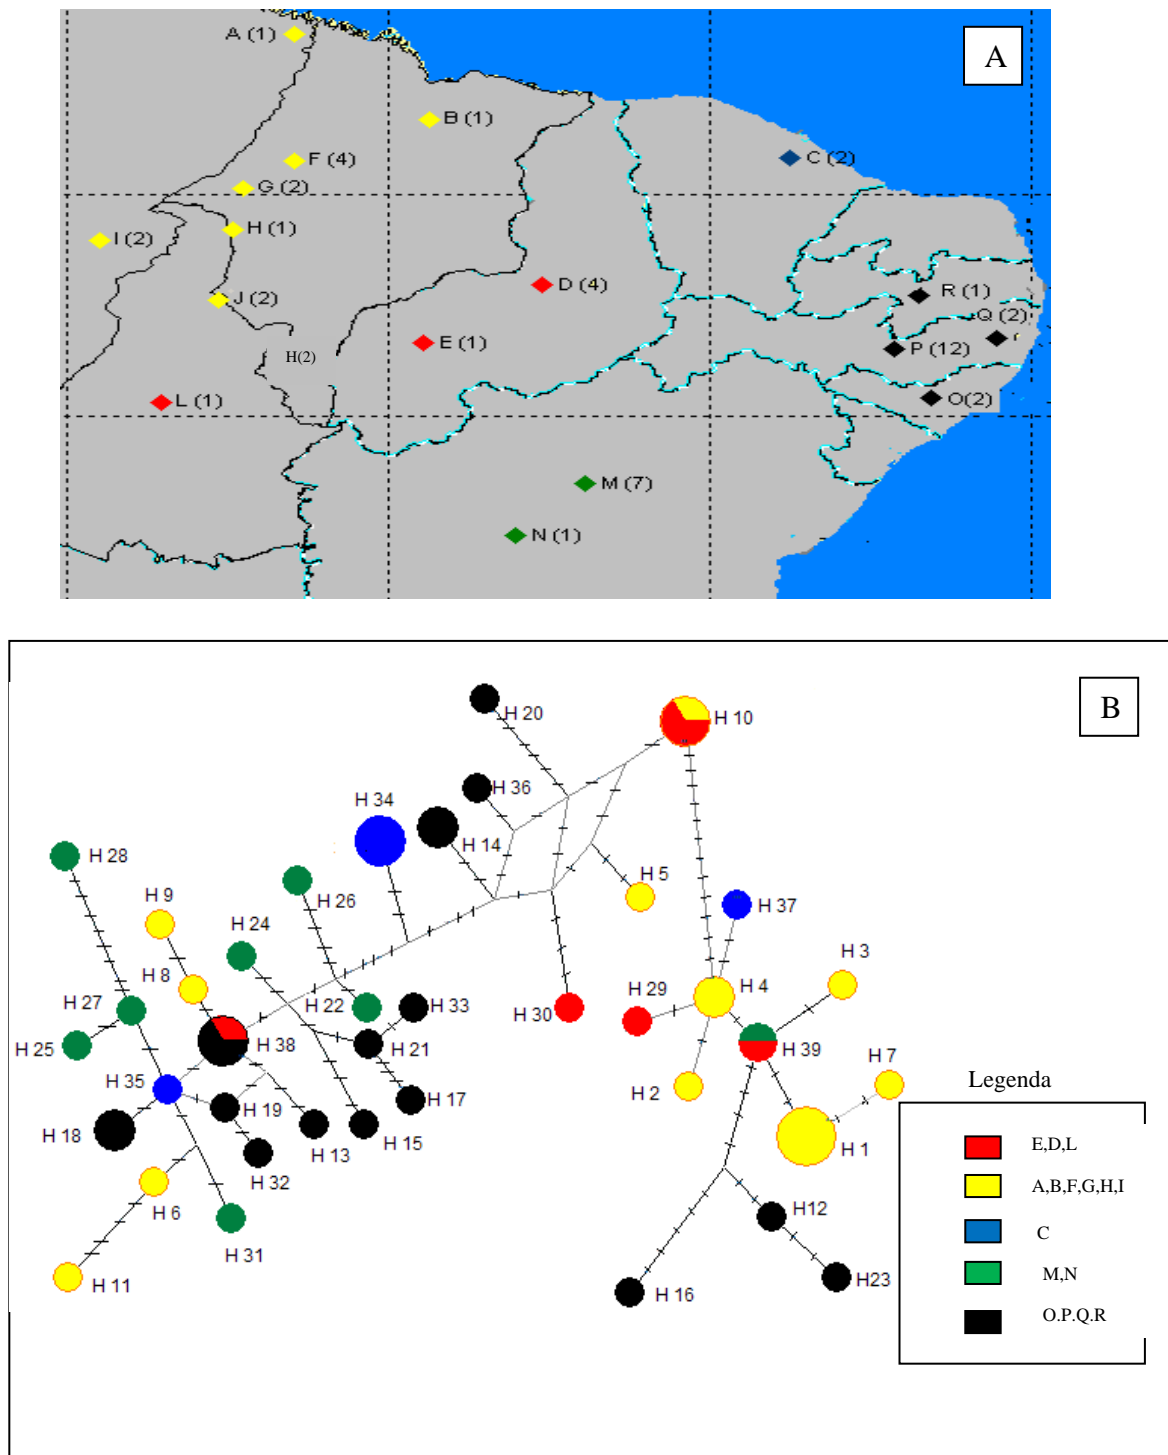 A
A (1)
B (1)
F (4)
C (2)
G (2)
H (1)
I (2)
D (4)
J (2)
R (1)
Q (2)
E (1)
H(2)
P (12)
L (1)
O(2)
M (7)
N (1)
B
H 20
H 10
H 36
H 34
H 14
H 28
H 5
H 26
H 9
H 37
H 24
H 3
H 8
H 4
H 27
H 29
H 22
H 33
H 30
H 25
H 38
H 21
H 39
H 7
H 35
H 2
Legenda
H 19
H 17
H 18
H 13
H 15
H 1
E,D,L
H 32
A,B,F,G,H,I
H 6
H12
C
H 31
H 11
H 16
H23
M,N
O.P.Q.R